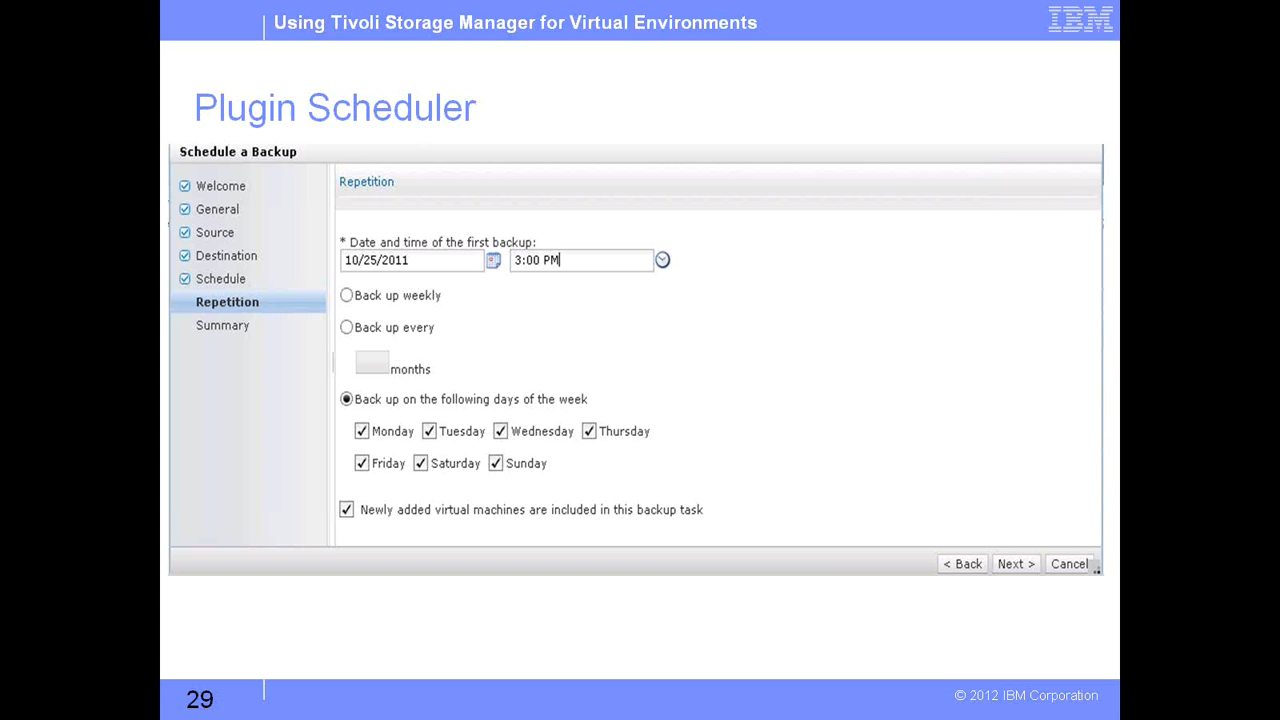 Using Tivoli Storage Manager for Virtual Environments
IBM
Plugin Scheduler
Schedule a Backup
Welcome
General
Source
Destination
Schedule
Repetition
Summary
Repetition
* Date and time of the first backup:
10/25/2011 3:00 PM
Back up weekly
Back up every
months
Back up on the following days of the week
Monday Tuesday Wednesday Thursday
Friday Saturday Sunday
Newly added virtual machines are included in this backup task
< Back Next > Cancel
29
© 2012 IBM Corporation